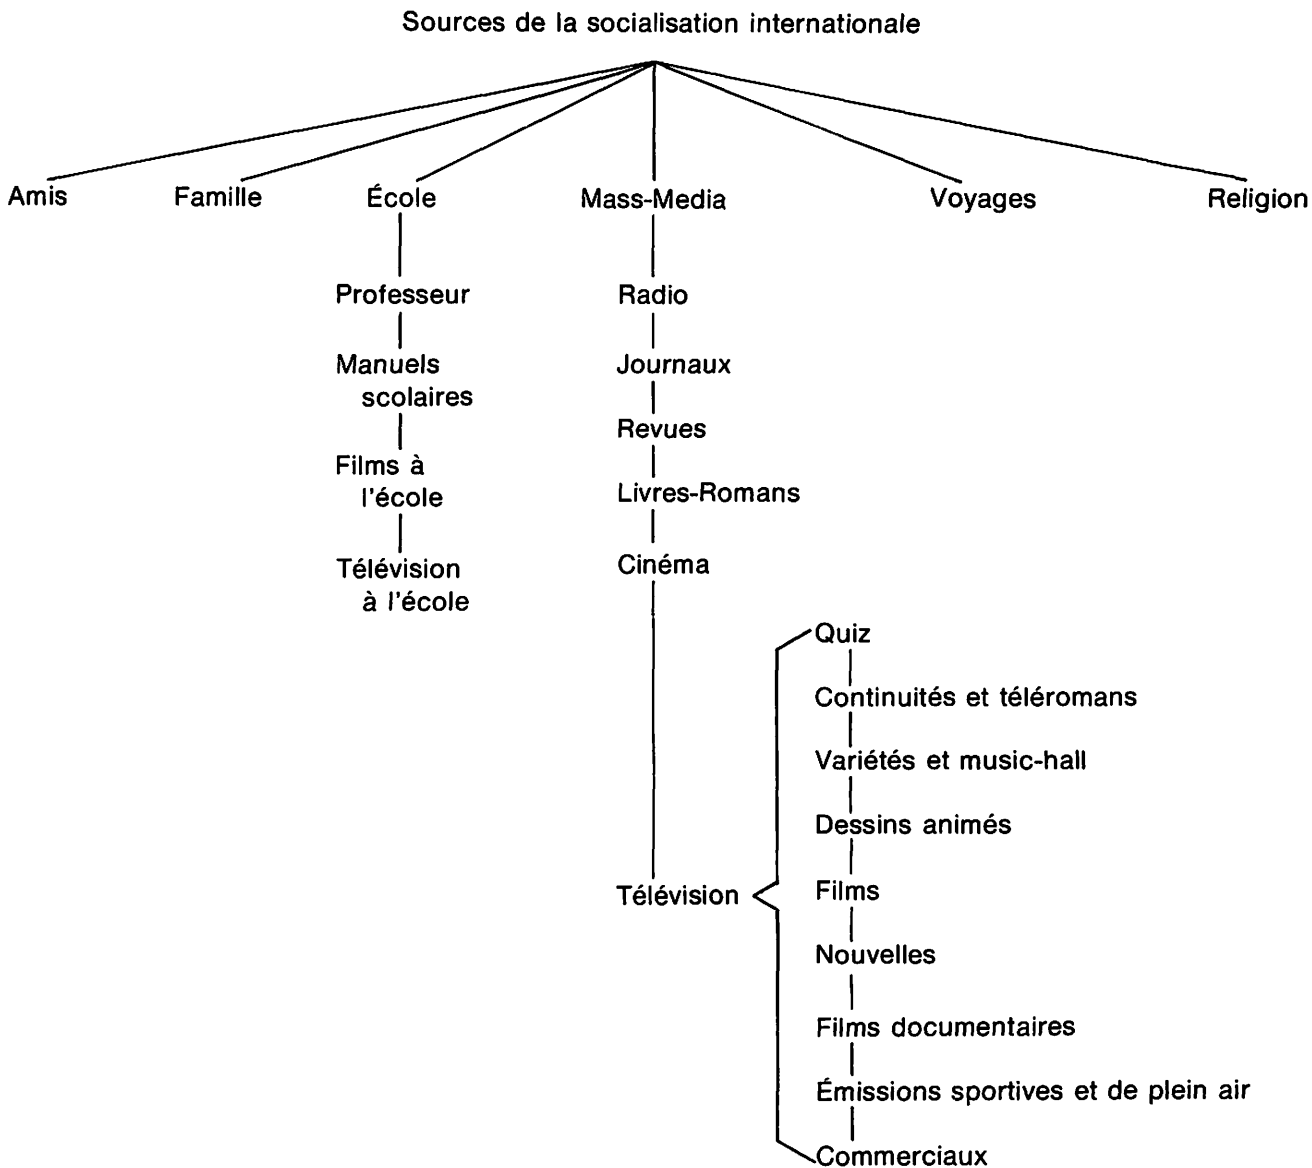 Sources de la socialisation internationale
Amis Famille École Mass-Media Voyages Religion
Professeur
Manuels
scolaires
Films à
l'école
Télévision
à l'école
Radio
Journaux
Revues
Livres-Romans
Cinéma
Télévision
Quiz
Continuités et téléromans
Variétés et music-hall
Dessins animés
Films
Nouvelles
Films documentaires
Émissions sportives et de plein air
Commerciaux